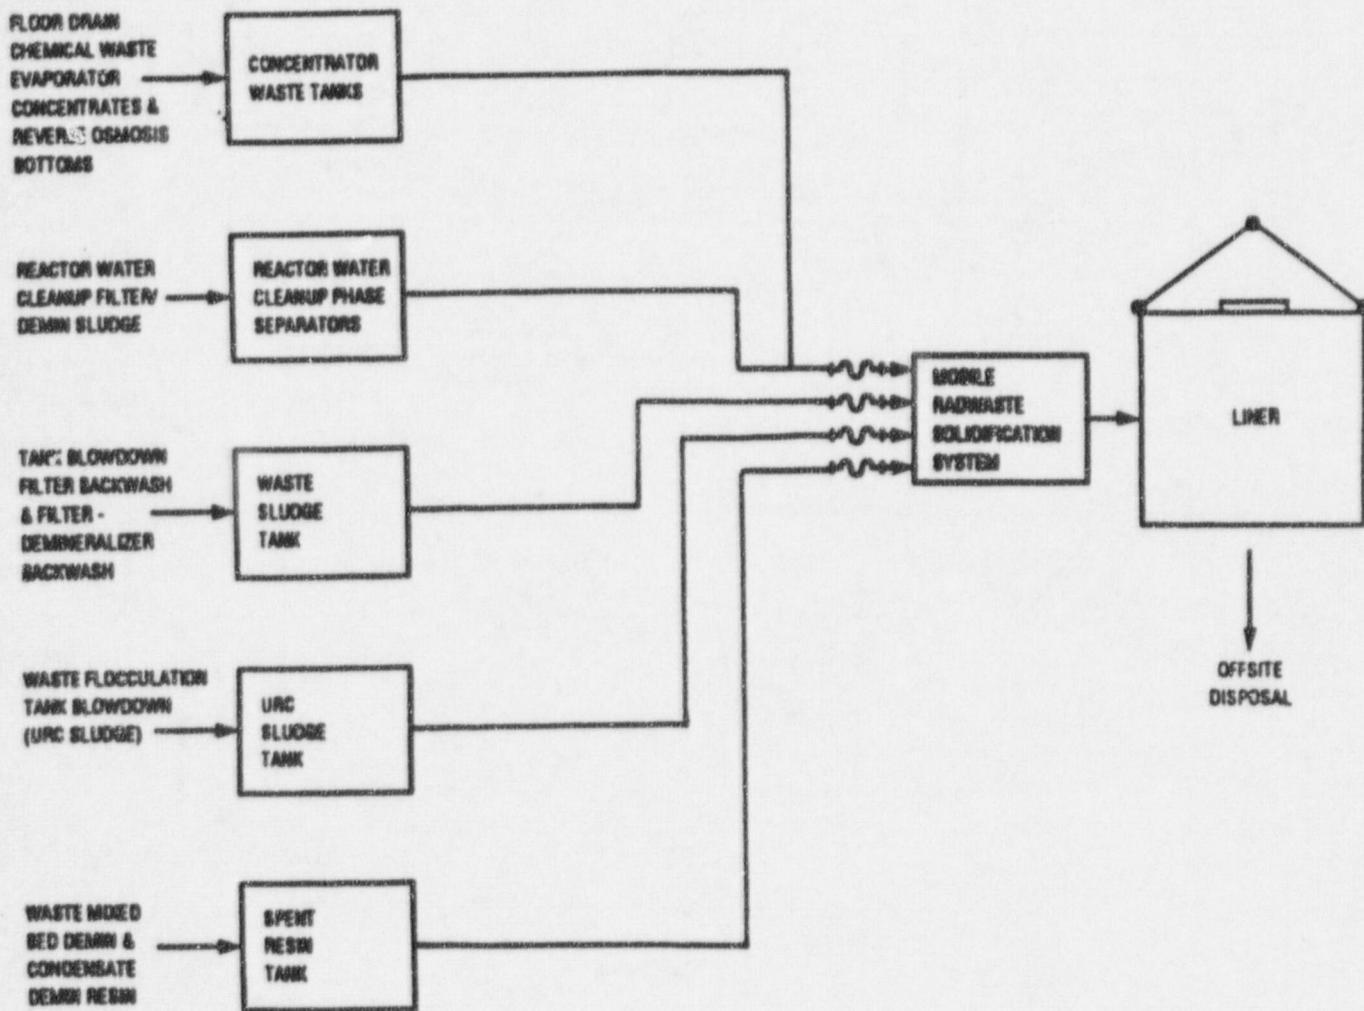 FLOOR DRAIN
CHEMICAL WASTE
EVAPORATOR
CONCENTRATES &
REVERSE OSMOSIS
BOTTOMS
CONCENTRATOR
WASTE TANKS
REACTOR WATER
CLEANUP FILTER/
DEMIN SLUDGE
REACTOR WATER
CLEANUP PHASE
SEPARATORS
MOBILE
RADWASTE
SOLIDIFICATION
SYSTEM
LINER
TANK BLOWDOWN
FILTER BACKWASH
& FILTER -
DEMINERALIZER
BACKWASH
WASTE
SLUDGE
TANK
OFFSITE
DISPOSAL
WASTE FLOCCULATION
TANK BLOWDOWN
(URC SLUDGE)
URC
SLUDGE
TANK
WASTE MIXED
BED DEMIN &
CONDENSATE
DEMIN RESIN
SPENT
RESIN
TANK